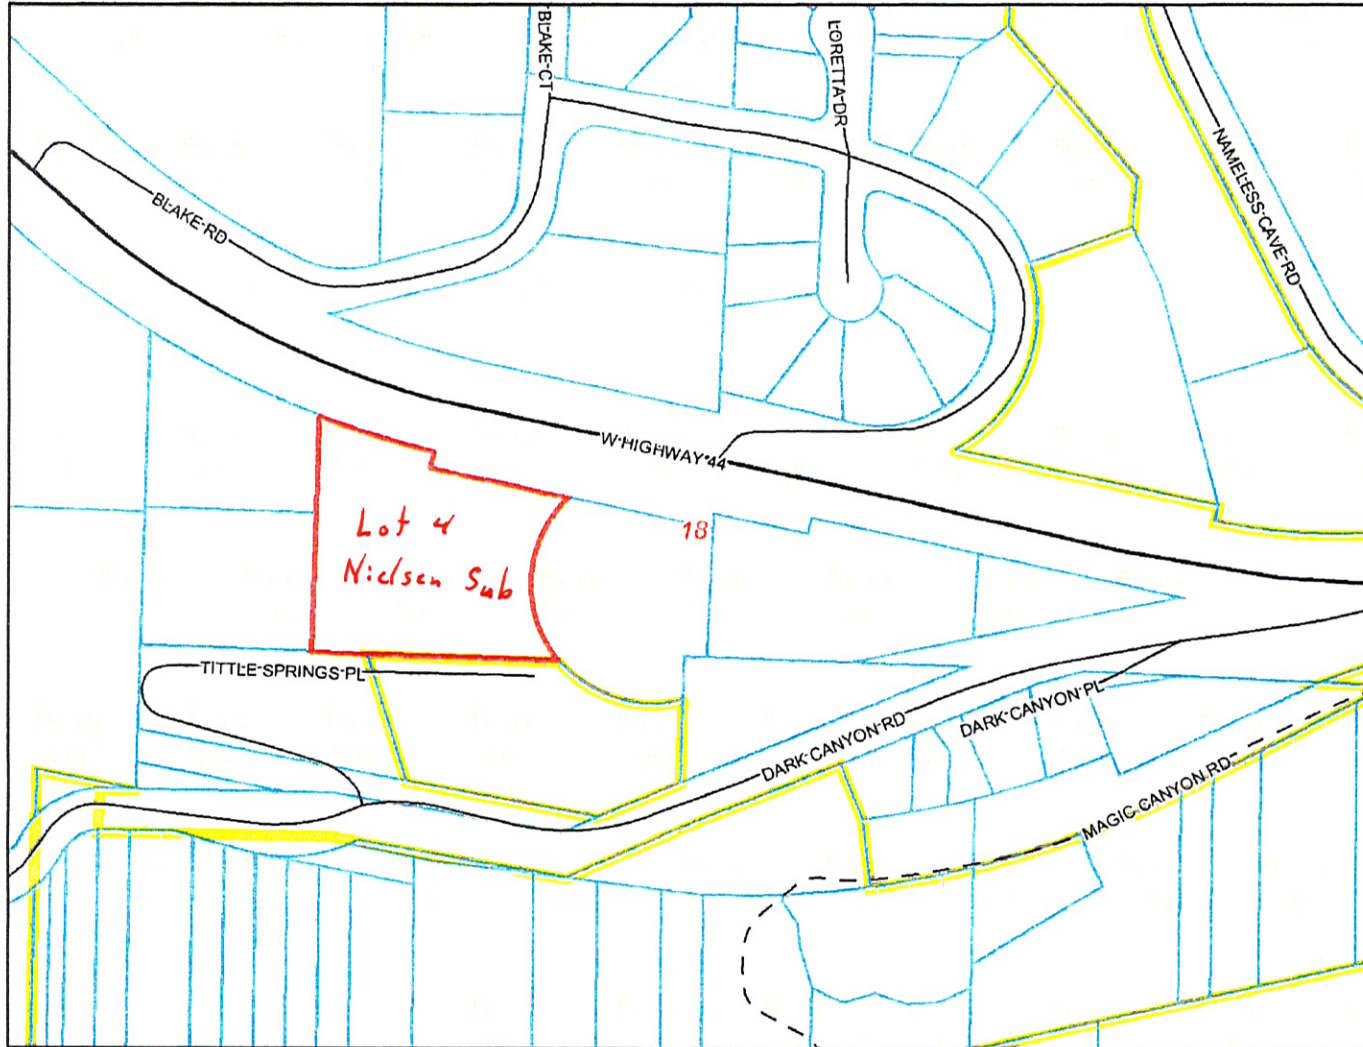 BLAKE CT
LORETTA DR
NAMELESS CAVE RD
BLAKE RD
W HIGHWAY 44
Lot 4
Nielsen Sub
18
TITTLE SPRINGS PL
DARK CANYON RD
DARK CANYON PL
MAGIC CANYON RD